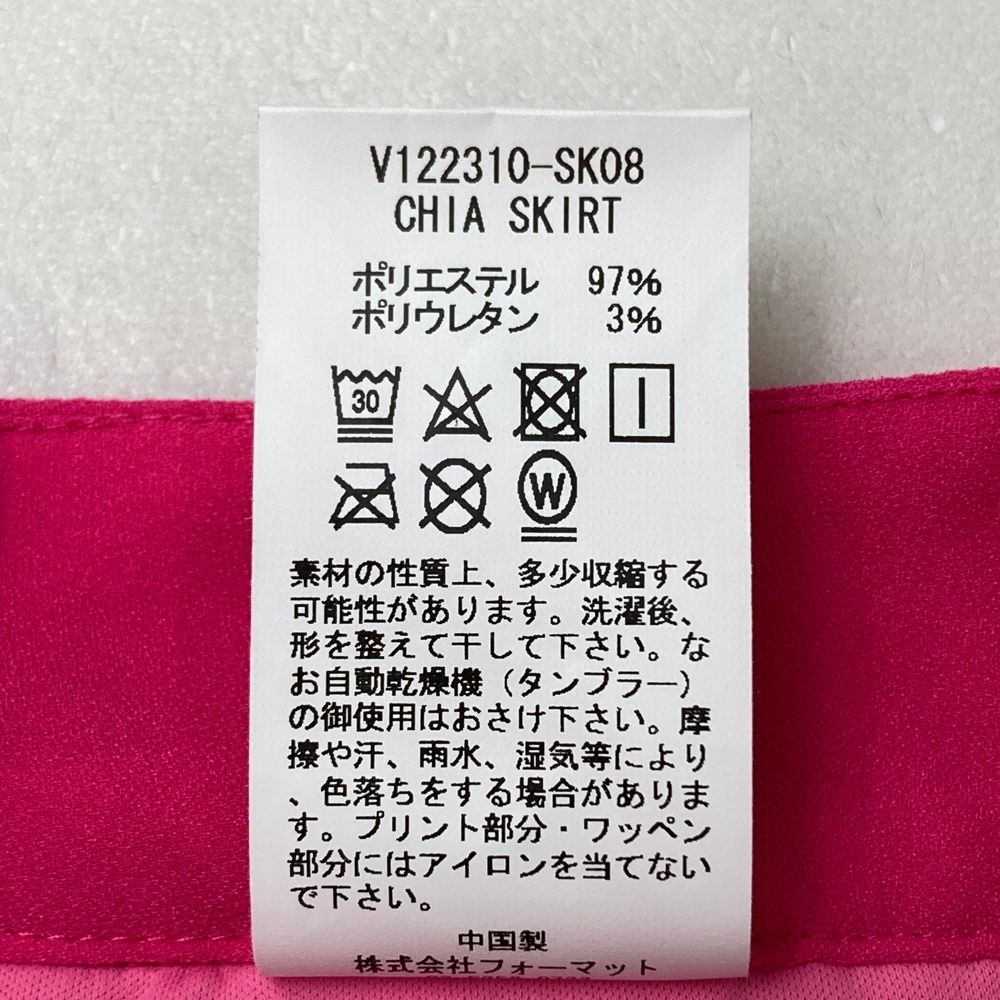 V122310-SK08
CHIA SKIRT
ポリエステル 97%
ポリウレタン 3%
30
W
素材の性質上、多少収縮する
可能性があります。洗濯後、
形を整えて干して下さい。な
お自動乾燥機（タンブラー）
の御使用はおさけ下さい。摩
擦や汗、雨水、湿気等により
、色落ちをする場合がありま
す。プリント部分・ワッペン
部分にはアイロンを当てない
で下さい。
中国製
株式会社フォーマット